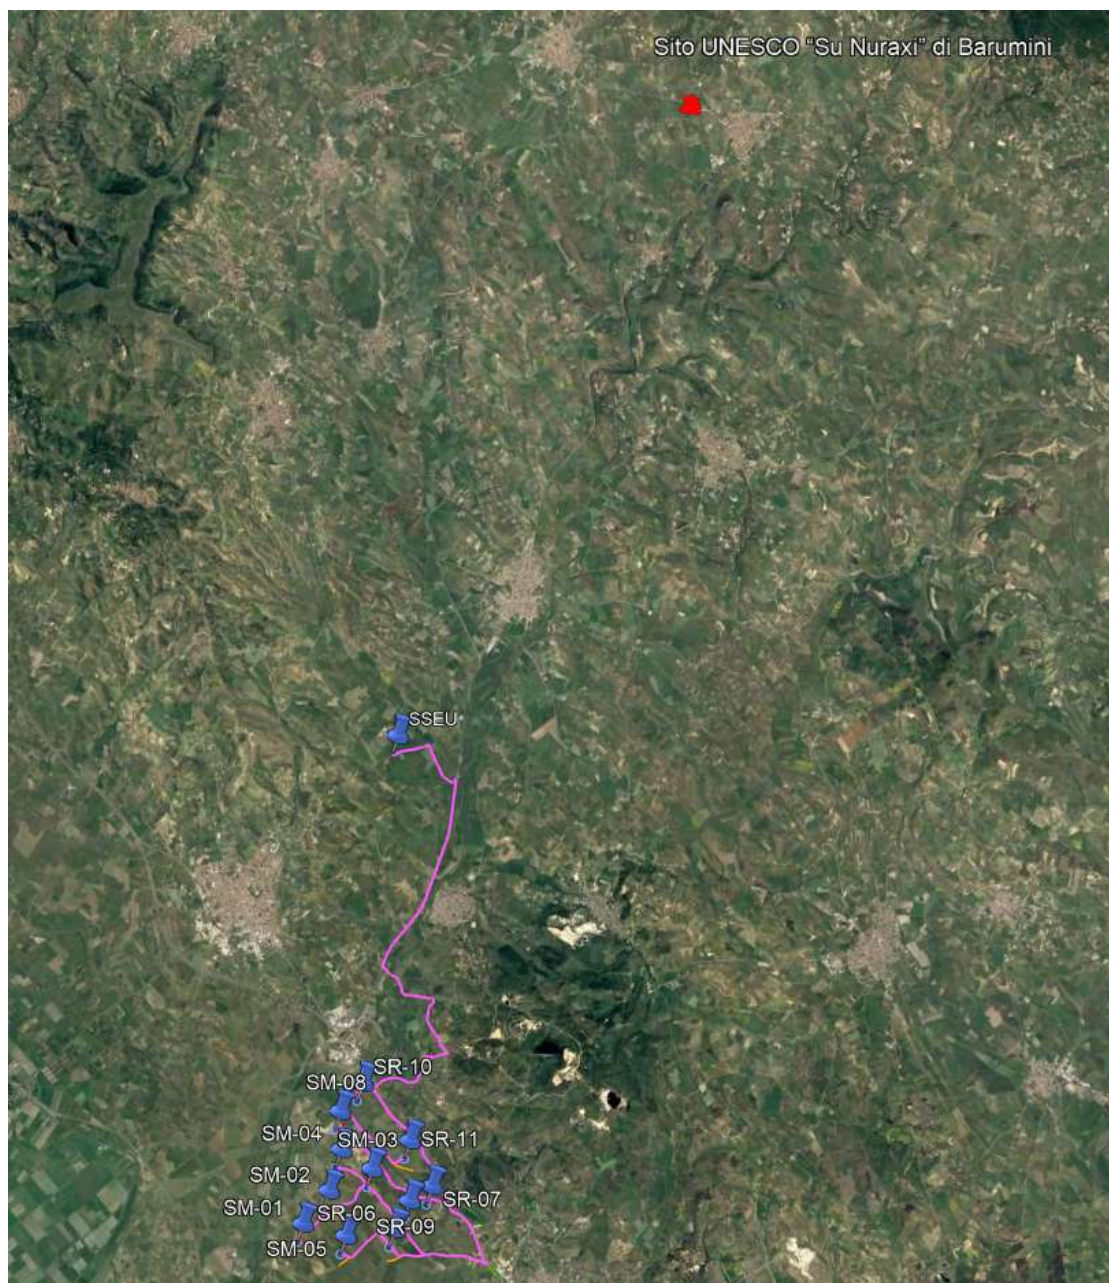 Sito UNESCO “Su Nuraxi” di Barumini
SSEU
SR-10
SM-08
SM-04
SM-03
SR-11
SM-02
SR-07
SM-01
SR-06
SR-09
SM-05